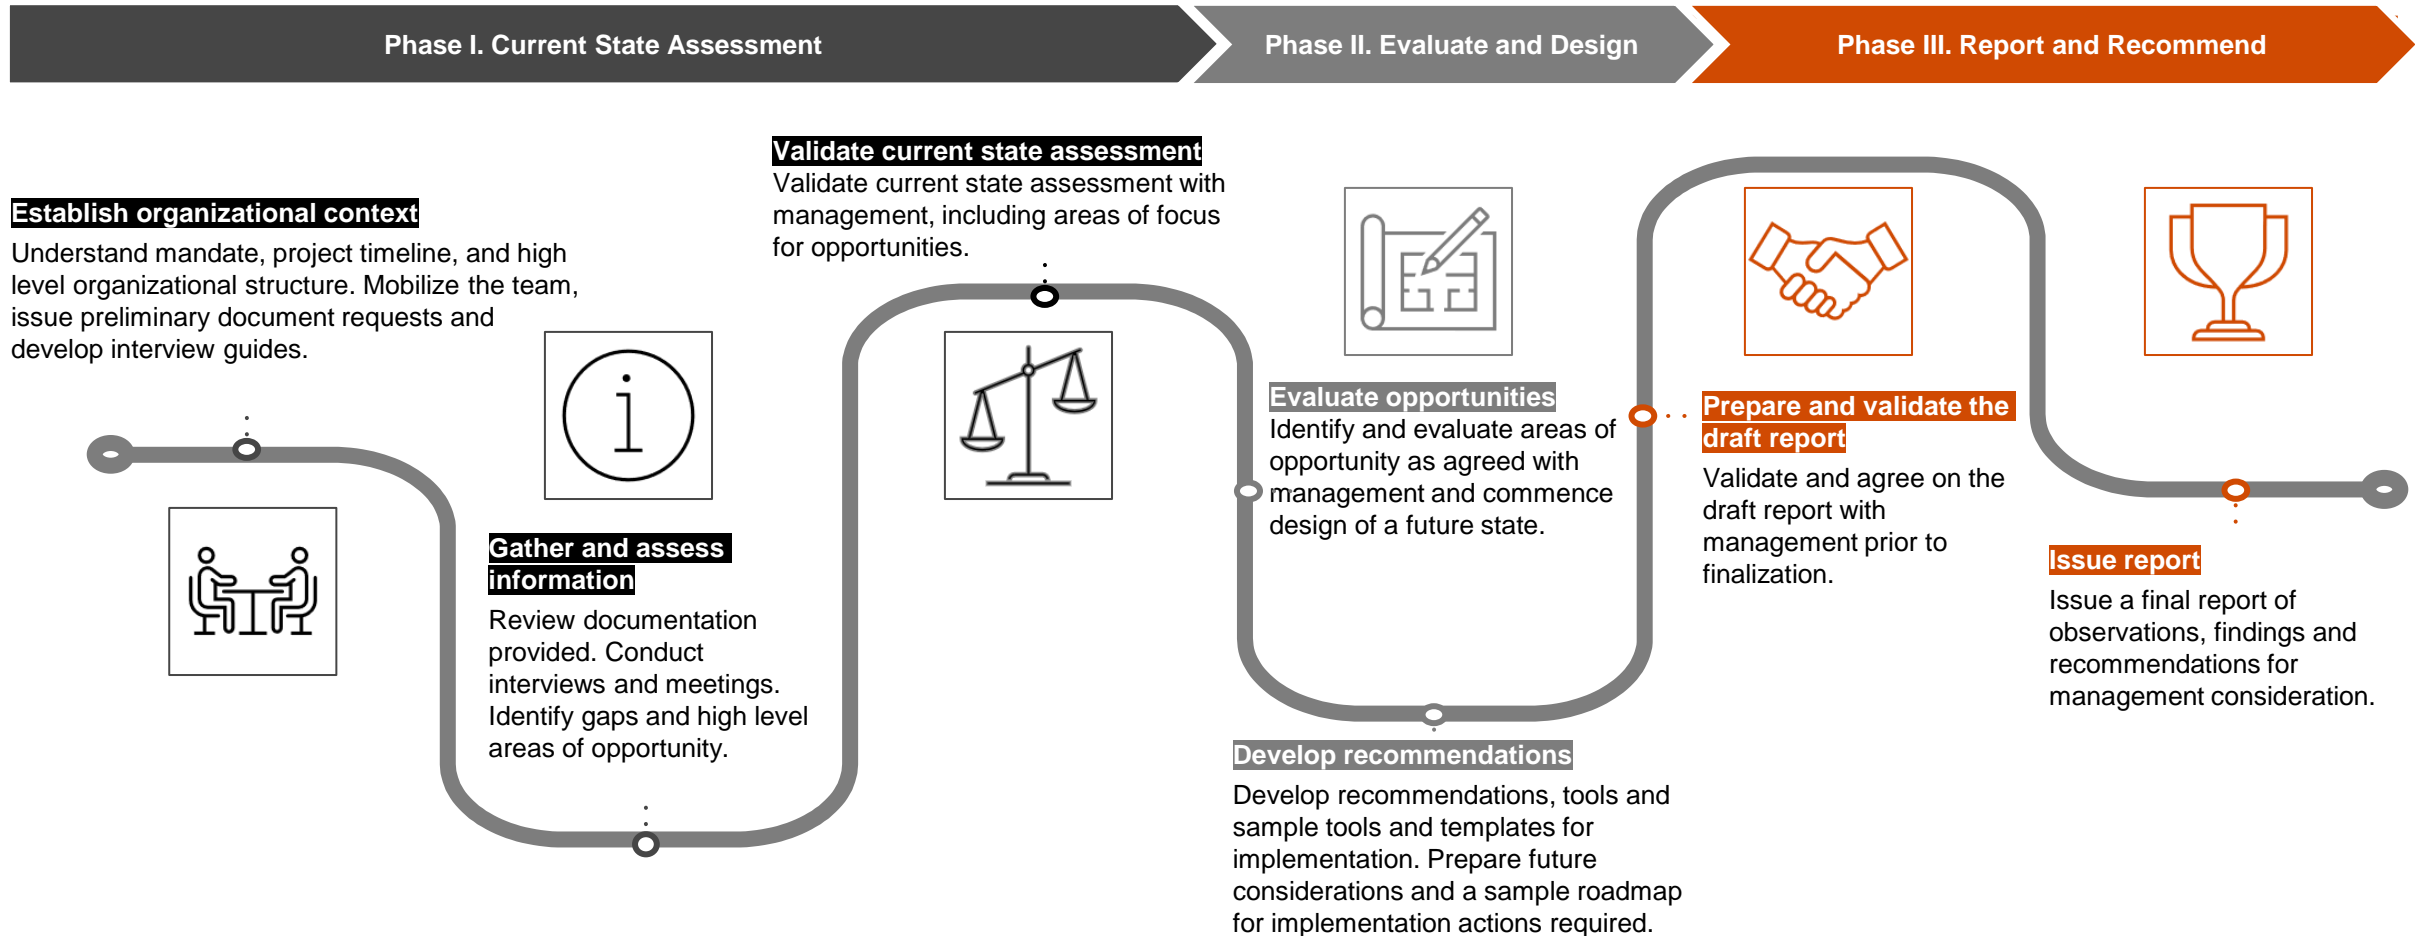 Phase I. Current State Assessment
Phase II. Evaluate and Design
Phase III. Report and Recommend
Establish organizational context
Understand mandate, project timeline, and high
level organizational structure. Mobilize the team,
issue preliminary document requests and
develop interview guides.
Gather and assess
information
Review documentation
provided. Conduct
interviews and meetings.
Identify gaps and high level
areas of opportunity.
Validate current state assessment
Validate current state assessment with
management, including areas of focus
for opportunities.
Evaluate opportunities
Identify and evaluate areas of
opportunity as agreed with
management and commence
design of a future state.
Develop recommendations
Develop recommendations, tools and
sample tools and templates for
implementation. Prepare future
considerations and a sample roadmap
for implementation actions required.
Prepare and validate the
draft report
Validate and agree on the
draft report with
management prior to
finalization.
Issue report
Issue a final report of
observations, findings and
recommendations for
management consideration.